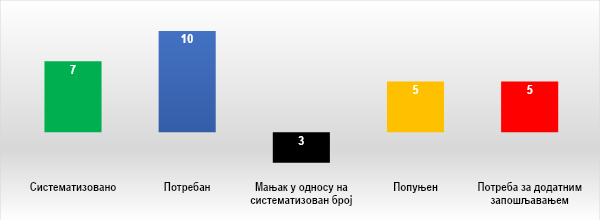 7
10
3
5
5
Систематизовано
Потребан
Мањак у односу на
систематизован број
Попуњен
Потреба за додатним
запошљавањем